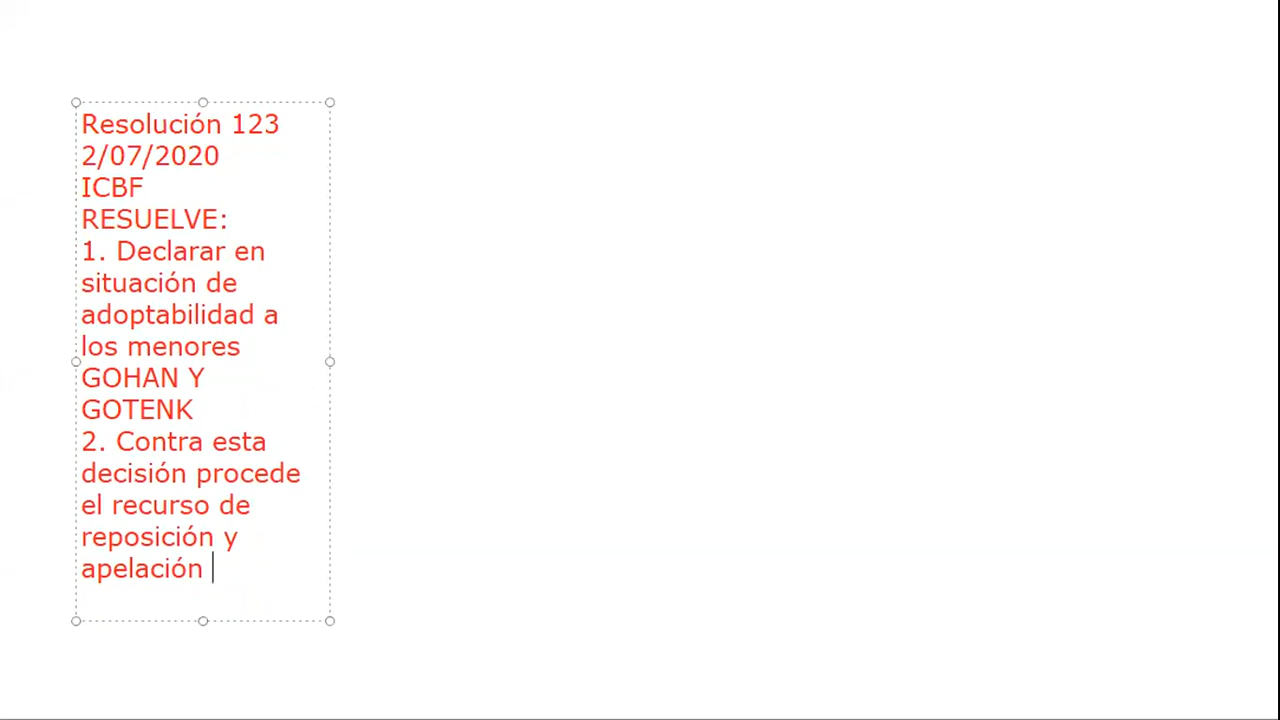 Resolución 123
2/07/2020
ICBF
RESUELVE:
1. Declarar en
situación de
adoptabilidad a
los menores
GOHAN Y
GOTENK
2. Contra esta
decisión procede
el recurso de
reposición y
apelación